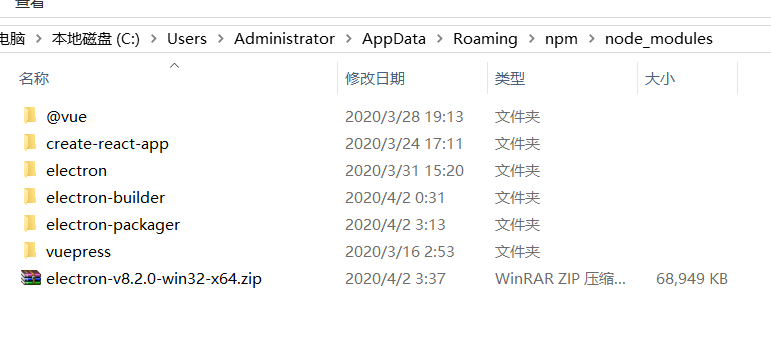 查看
电脑 > 本地磁盘 (C:) > Users > Administrator > AppData > Roaming > npm > node_modules
名称 修改日期 类型 大小
@vue 2020/3/28 19:13 文件夹
create-react-app 2020/3/24 17:11 文件夹
electron 2020/3/31 15:20 文件夹
electron-builder 2020/4/2 0:31 文件夹
electron-packager 2020/4/2 3:13 文件夹
vuepress 2020/3/16 2:53 文件夹
electron-v8.2.0-win32-x64.zip 2020/4/2 3:37 WinRAR ZIP 压缩... 68,949 KB